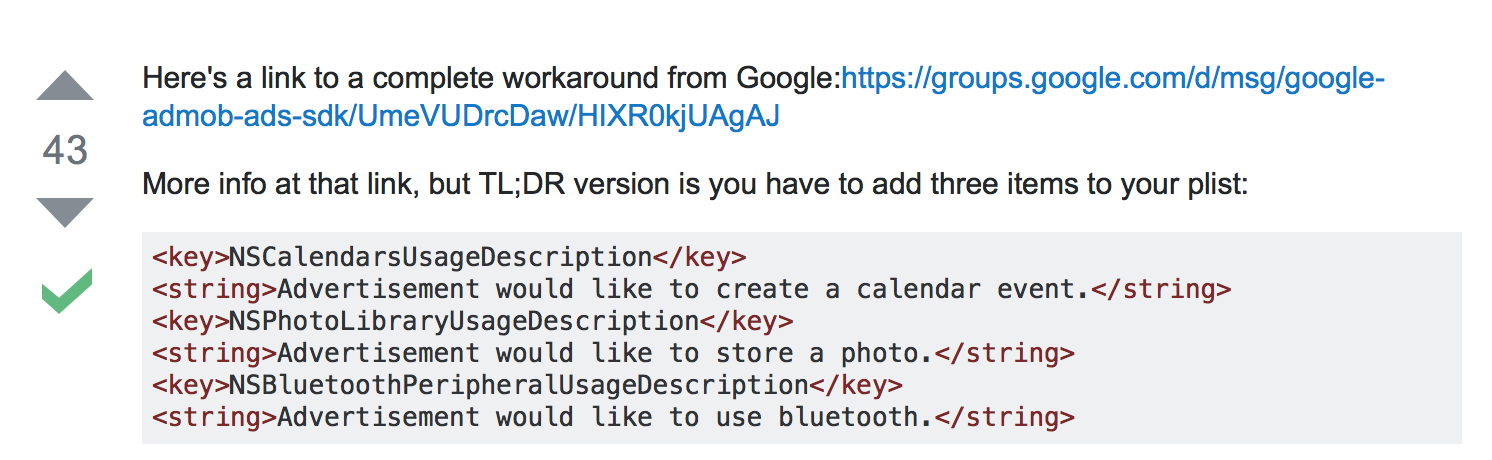 Here's a link to a complete workaround from Google:https://groups.google.com/d/msg/google-
admob-ads-sdk/UmeVUDrcDaw/HIXR0kjUAgAJ
43
More info at that link, but TL;DR version is you have to add three items to your plist:
<key>NSCalendarsUsageDescription</key>
<string>Advertisement would like to create a calendar event.</string>
<key>NSPhotoLibraryUsageDescription</key>
<string>Advertisement would like to store a photo.</string>
<key>NSBluetoothPeripheralUsageDescription</key>
<string>Advertisement would like to use bluetooth.</string>